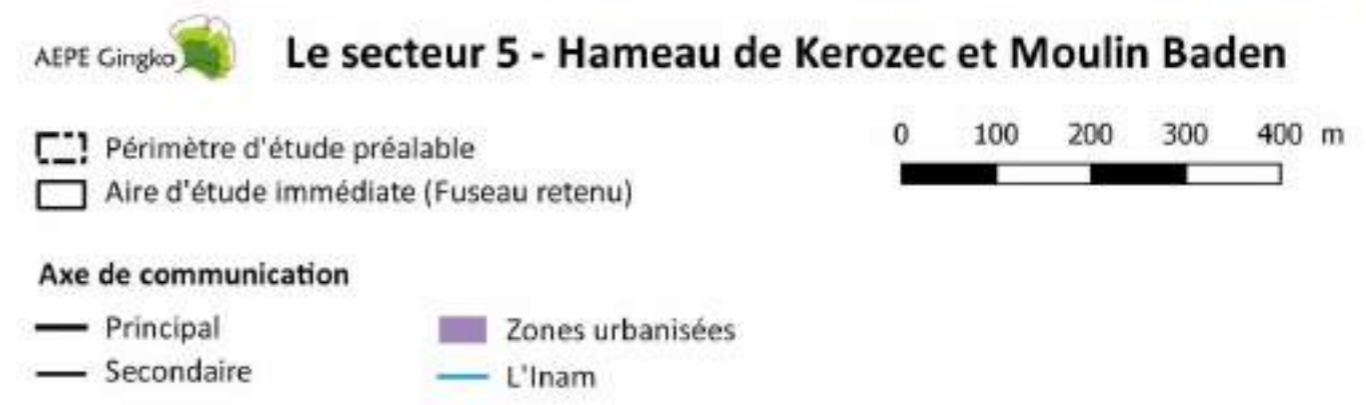 AEPE Gingko
Le secteur 5 - Hameau de Kerozec et Moulin Baden
Périmètre d'étude préalable
Aire d'étude immédiate (Fuseau retenu)
0 100 200 300 400 m
Axe de communication
Principal
Secondaire
Zones urbanisées
L'Inam